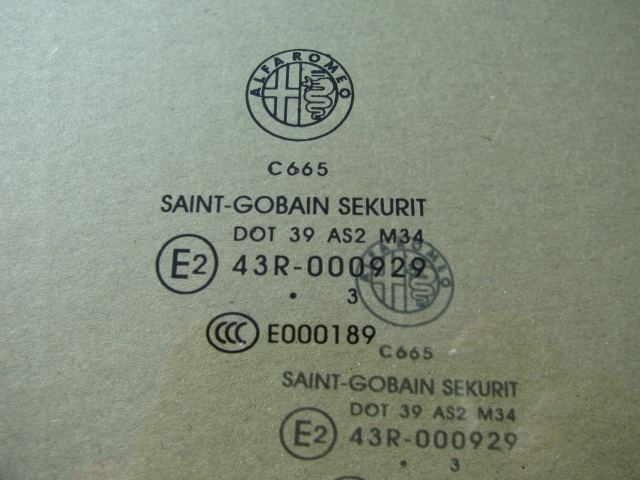 ALFA ROMEO
C665
SAINT-GOBAIN SEKURIT
DOT 39 AS2 M34
E2 43R-000929
. 3
CCC E000189
ALFA ROMEO
C665
SAINT-GOBAIN SEKURIT
DOT 39 AS2 M34
E2 43R-000929
. 3